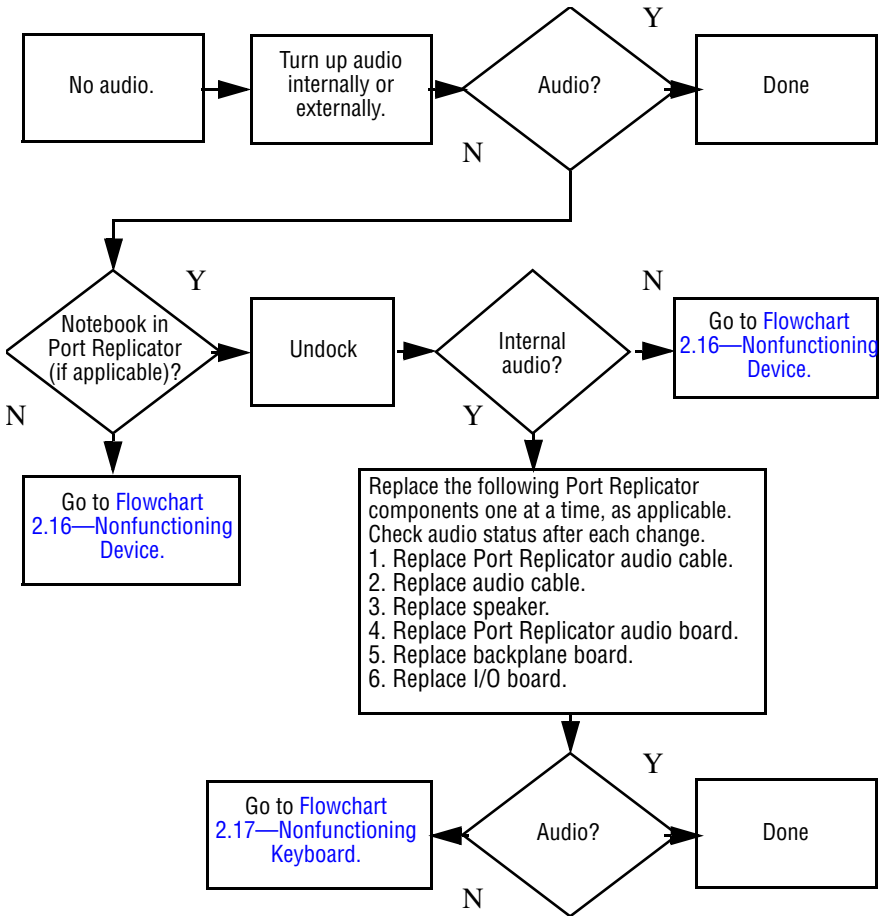 No audio.
Turn up audio
internally or
externally.
Audio?
Y
N
Done
Notebook in
Port Replicator
(if applicable)?
Y
N
Undock
Internal
audio?
N
Y
Go to Flowchart
2.16—Nonfunctioning
Device.
Go to Flowchart
2.16—Nonfunctioning
Device.
Replace the following Port Replicator
components one at a time, as applicable.
Check audio status after each change.
1. Replace Port Replicator audio cable.
2. Replace audio cable.
3. Replace speaker.
4. Replace Port Replicator audio board.
5. Replace backplane board.
6. Replace I/O board.
Go to Flowchart
2.17—Nonfunctioning
Keyboard.
Audio?
Y
N
Done